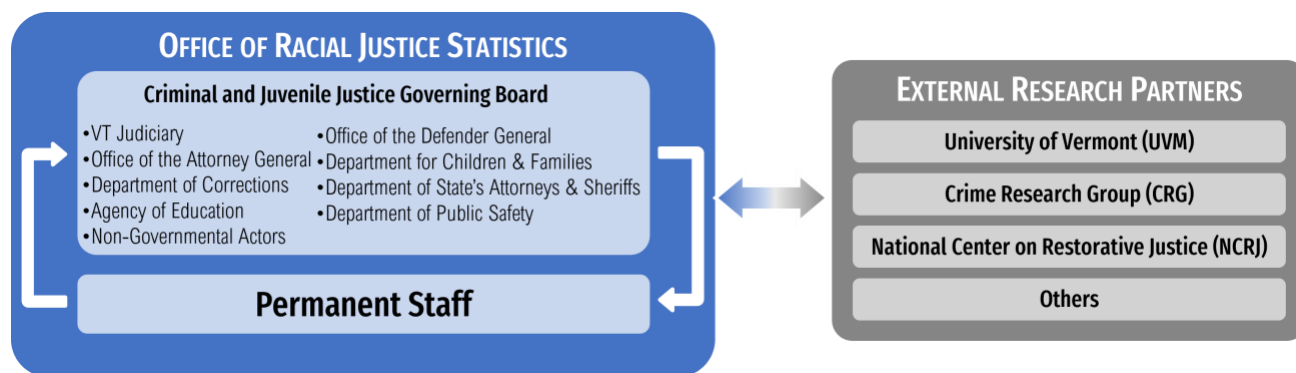 OFFICE OF RACIAL JUSTICE STATISTICS
Criminal and Juvenile Justice Governing Board
•VT Judiciary
•Office of the Attorney General
•Department of Corrections
•Agency of Education
•Non-Governmental Actors
•Office of the Defender General
•Department for Children & Families
•Department of State's Attorneys & Sheriffs
•Department of Public Safety
Permanent Staff
EXTERNAL RESEARCH PARTNERS
University of Vermont (UVM)
Crime Research Group (CRG)
National Center on Restorative Justice (NCRJ)
Others